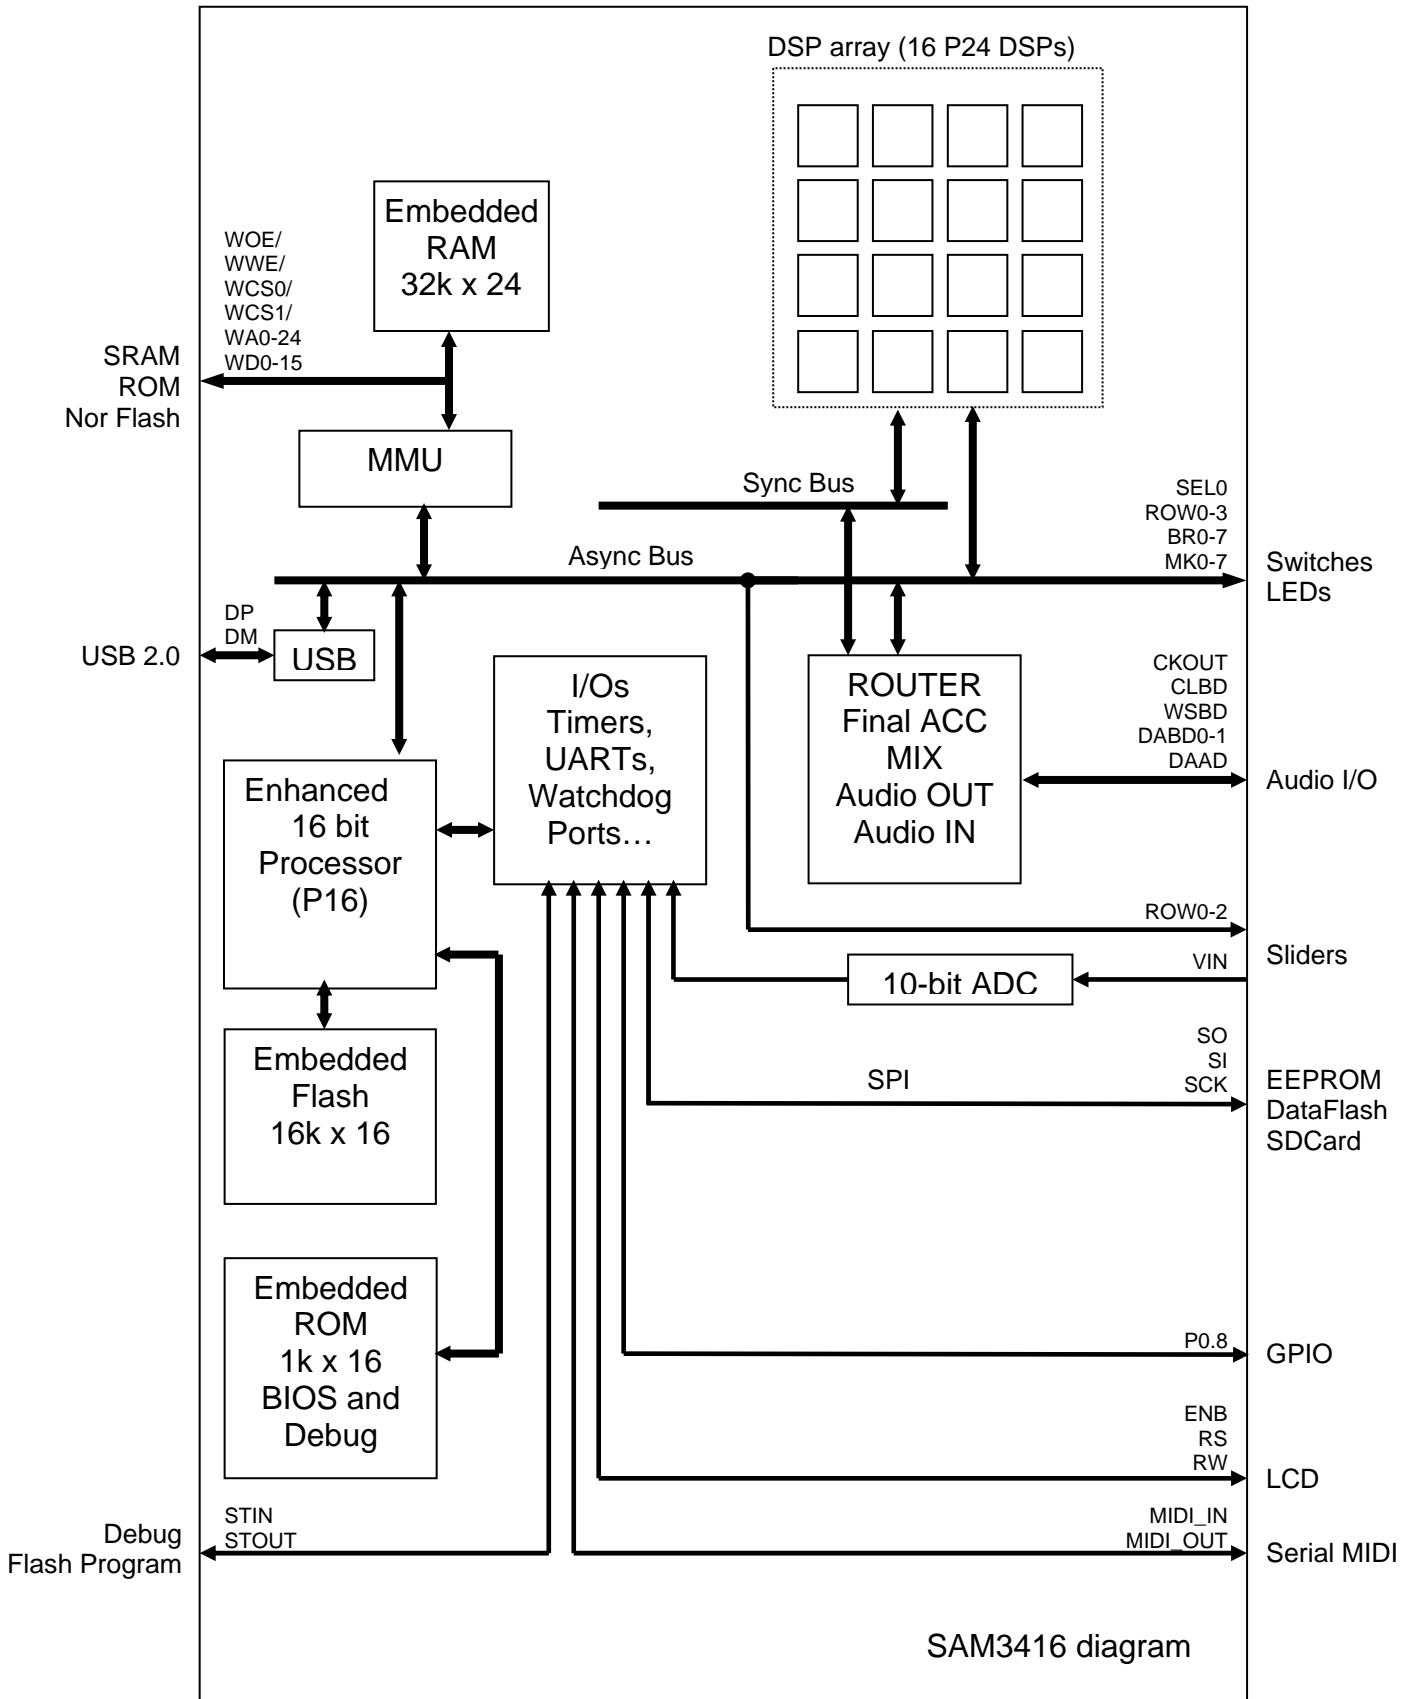 DSP array (16 P24 DSPs)
Embedded
RAM
32k x 24
WOE/
WWE/
WCS0/
WCS1/
WA0-24
WD0-15
SRAM
ROM
Nor Flash
MMU
Sync Bus
SEL0
ROW0-3
BR0-7
MK0-7
Async Bus
Switches
LEDs
DP
DM
USB 2.0
USB
I/Os
Timers,
UARTs,
Watchdog
Ports…
ROUTER
Final ACC
MIX
Audio OUT
Audio IN
CKOUT
CLBD
WSBD
DABD0-1
DAAD
Audio I/O
Enhanced
16 bit
Processor
(P16)
ROW0-2
Sliders
VIN
10-bit ADC
Embedded
Flash
16k x 16
SO
SI
SCK
SPI
EEPROM
DataFlash
SDCard
Embedded
ROM
1k x 16
BIOS and
Debug
P0.8
GPIO
ENB
RS
RW
LCD
STIN
STOUT
Debug
Flash Program
MIDI_IN
MIDI_OUT
Serial MIDI
SAM3416 diagram